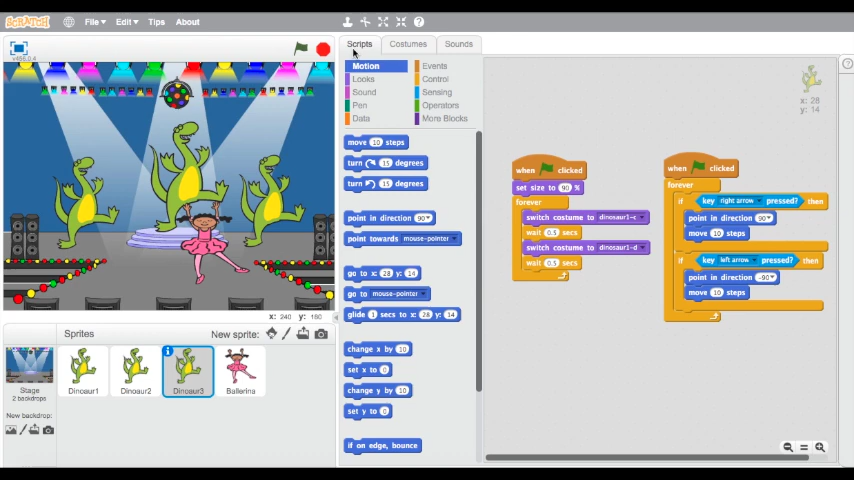 SCRATCH File Edit Tips About
v456.0.4
x: 240 y: 160
Sprites New sprite:
Stage
2 backdrops
New backdrop:
Dinoaur1 Dinoaur2 Dinoaur3 Ballerina
Scripts Costumes Sounds
Motion Events
Looks Control
Sound Sensing
Pen Operators
Data More Blocks
move 10 steps
turn 15 degrees
turn 15 degrees
point in direction 90
point towards mouse-pointer
go to x: 28 y: 14
go to mouse-pointer
glide 1 secs to x: 28 y: 14
change x by 10
set x to 0
change y by 10
set y to 0
if on edge, bounce
when clicked
set size to 90 %
forever
switch costume to dinosaur1-c
wait 0.5 secs
switch costume to dinosaur1-d
wait 0.5 secs
when clicked
forever
if key right arrow pressed? then
point in direction 90
move 10 steps
if key left arrow pressed? then
point in direction -90
move 10 steps
x: 28
y: 14